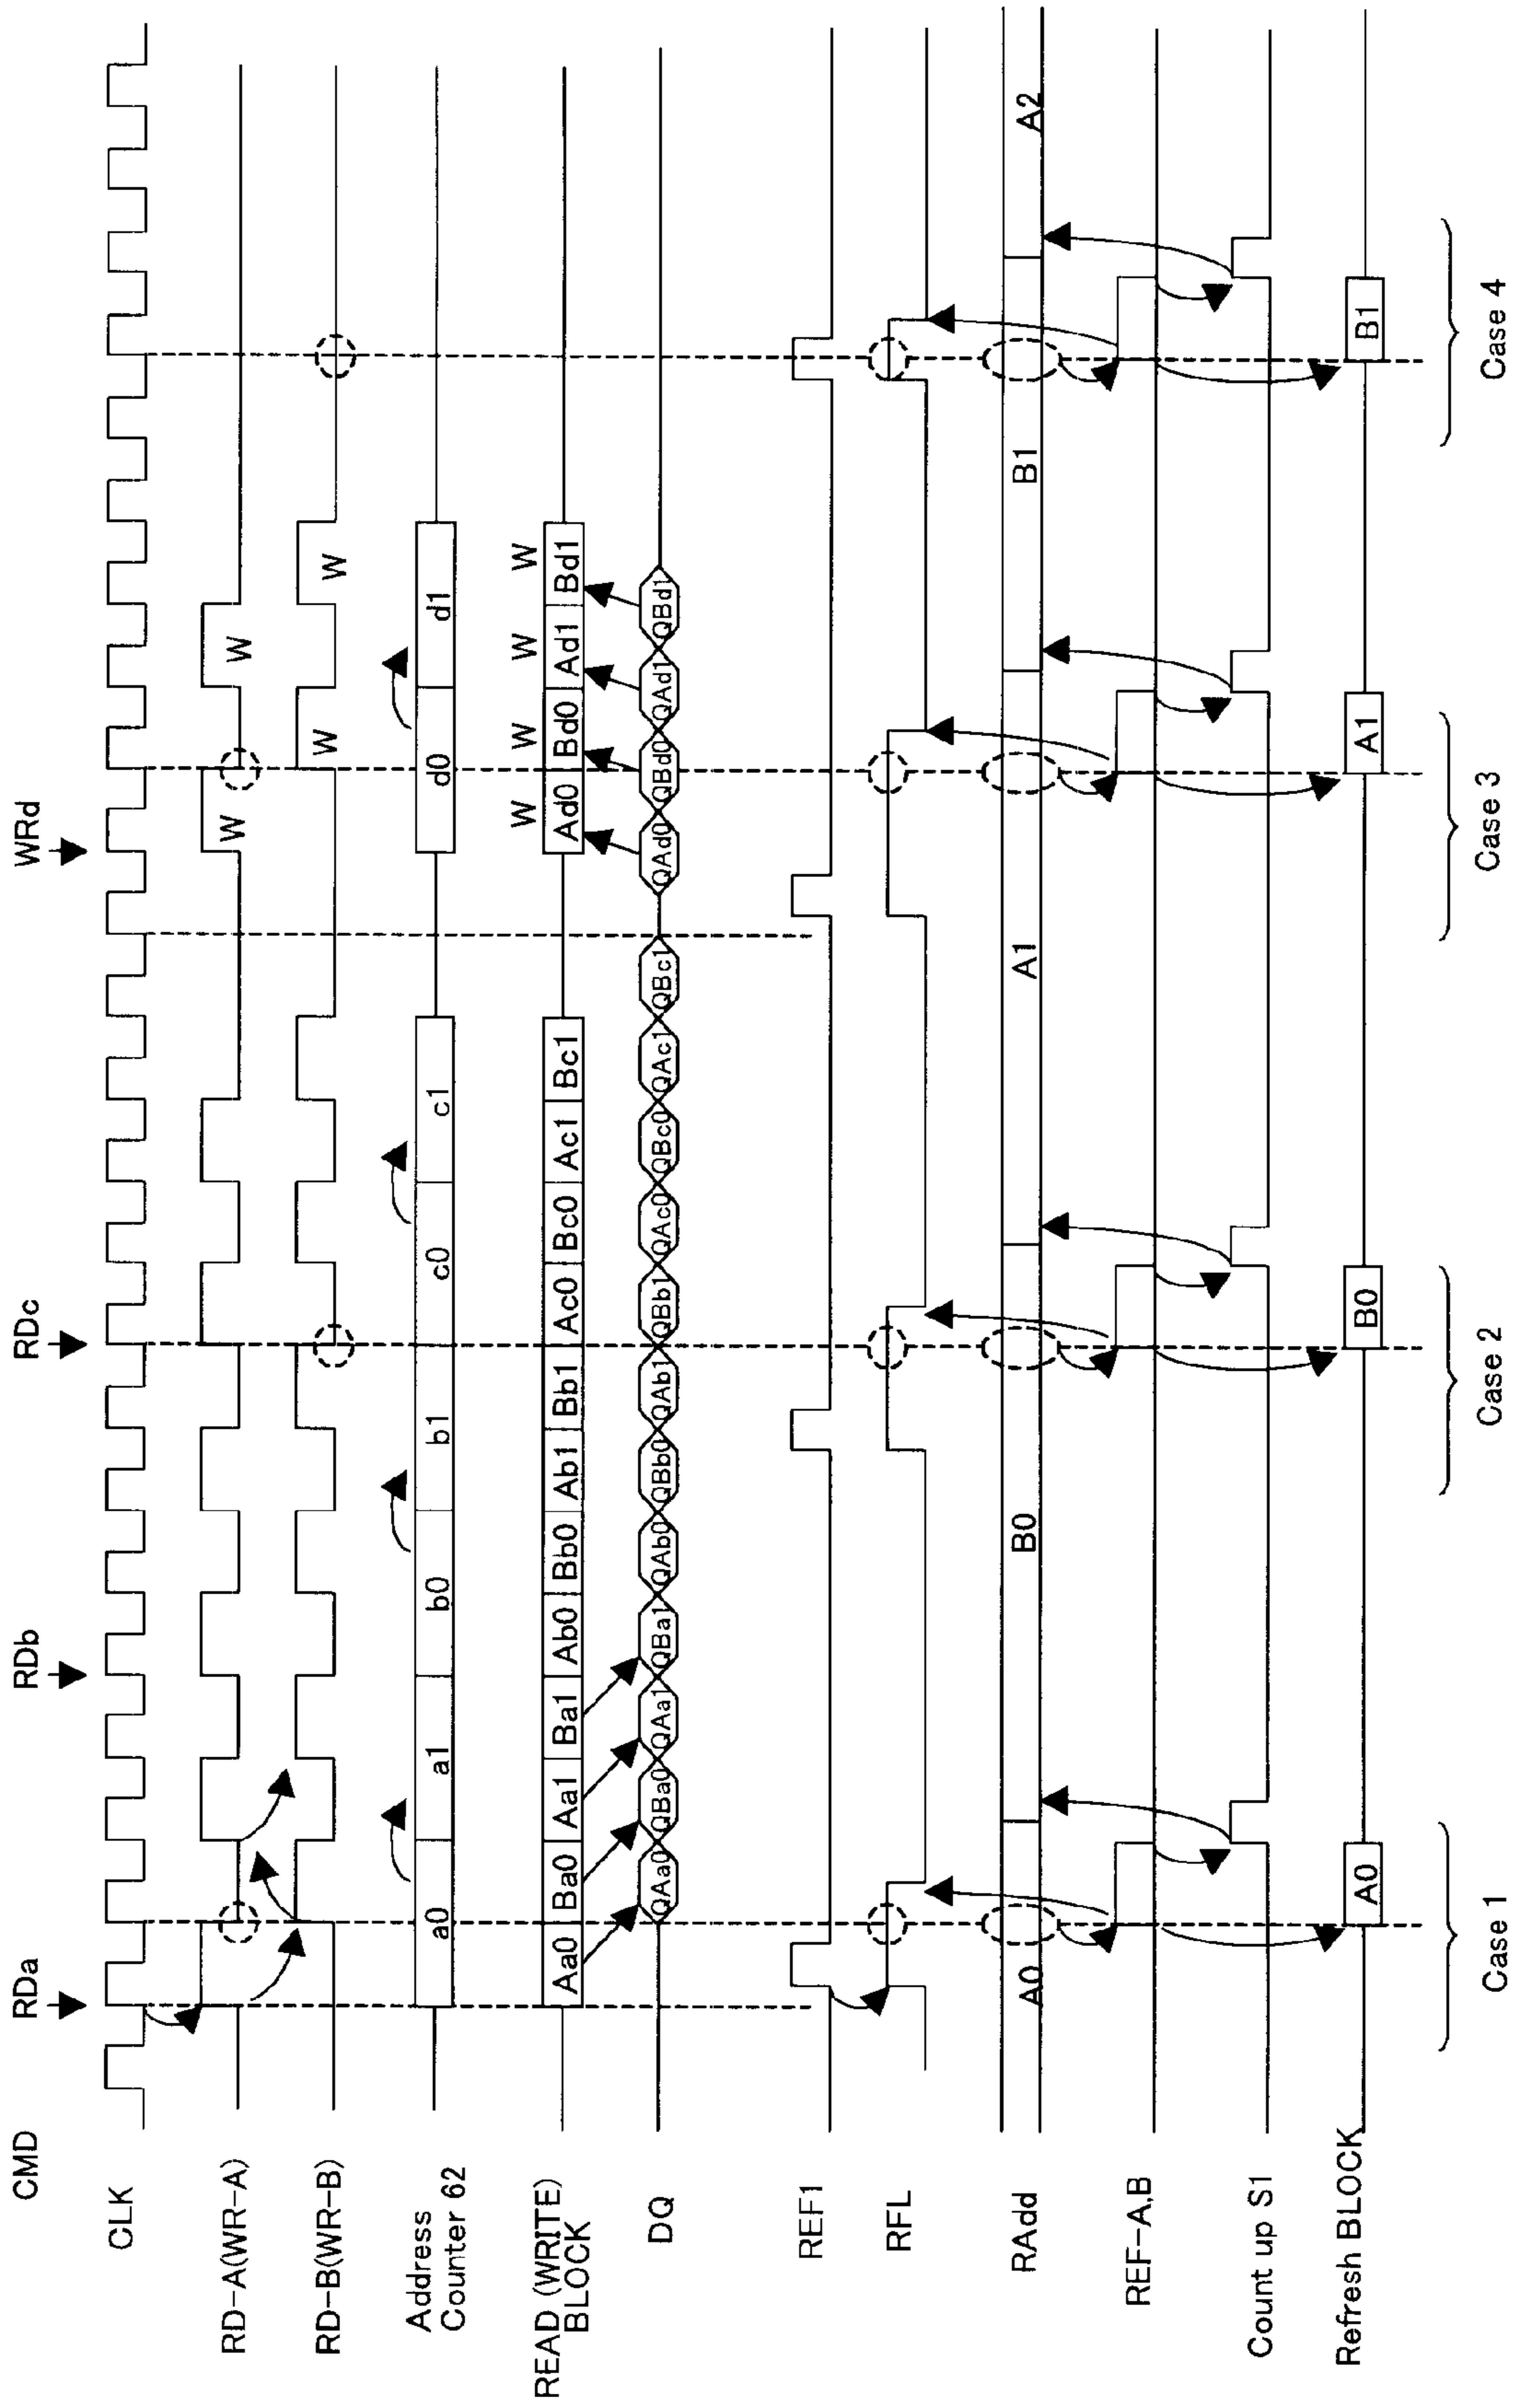 CMD RDa RDb RDc WRd
CLK
RD-A(WR-A) W W
RD-B(WR-B) W W
Address
Counter 62
a0 a1 b0 b1 c0 c1 d0 d1
READ (WRITE)
BLOCK
Aa0 Ba0 Aa1 Ba1 Ab0 Bb0 Ab1 Bb1 Ac0 Bc0 Ac1 Bc1 Ad0 Bd0 Ad1 Bd1
W W W W
DQ QAa0 QBa0 QAa1 QBa1 QAb0 QBb0 QAb1 QBb1 QAc0 QBc0 QAc1 QBc1 QAd0 QBd0 QAd1 QBd1
REF1
RFL
RAdd A0 B0 A1 B1 A2
REF-A,B
Count up S1
Refresh BLOCK A0 B0 A1 B1
Case 1 Case 2 Case 3 Case 4